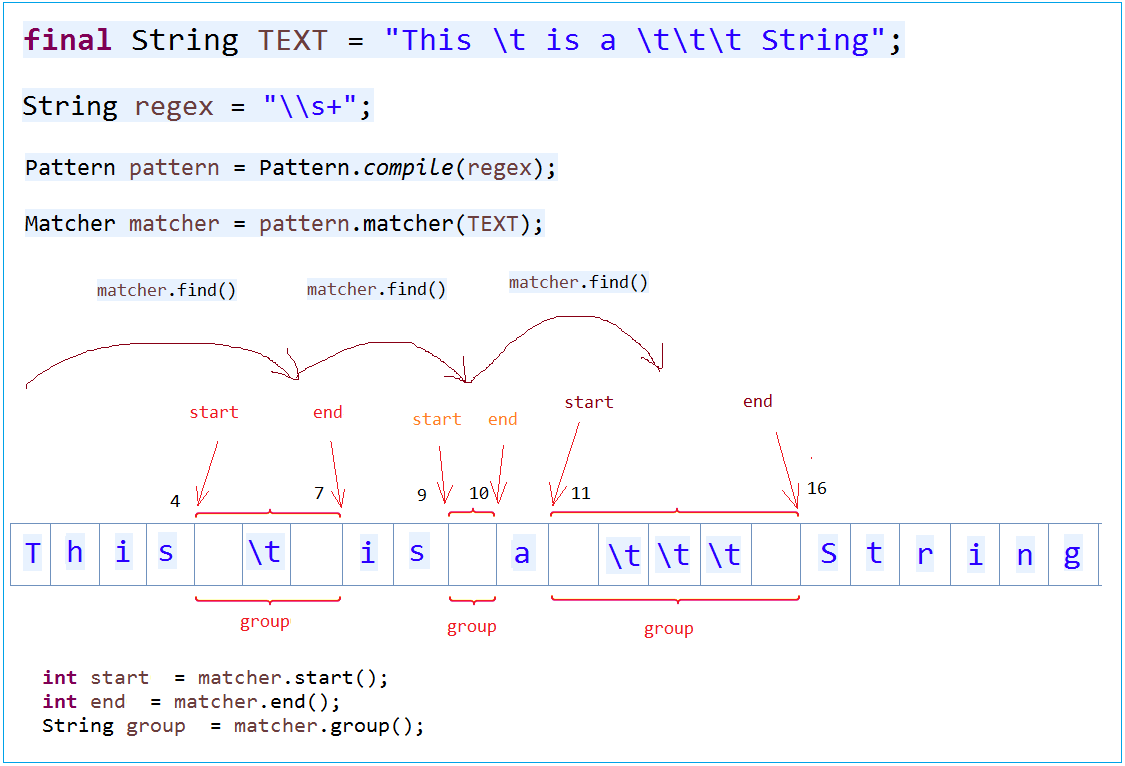 final String TEXT = "This \t is a \t\t\t String";
String regex = "\\s+";
Pattern pattern = Pattern.compile(regex);
Matcher matcher = pattern.matcher(TEXT);
matcher.find() matcher.find() matcher.find()
start end start end start end
4 7 9 10 11 16
T h i s \t i s a \t \t \t S t r i n g
group group group
int start = matcher.start();
int end = matcher.end();
String group = matcher.group();